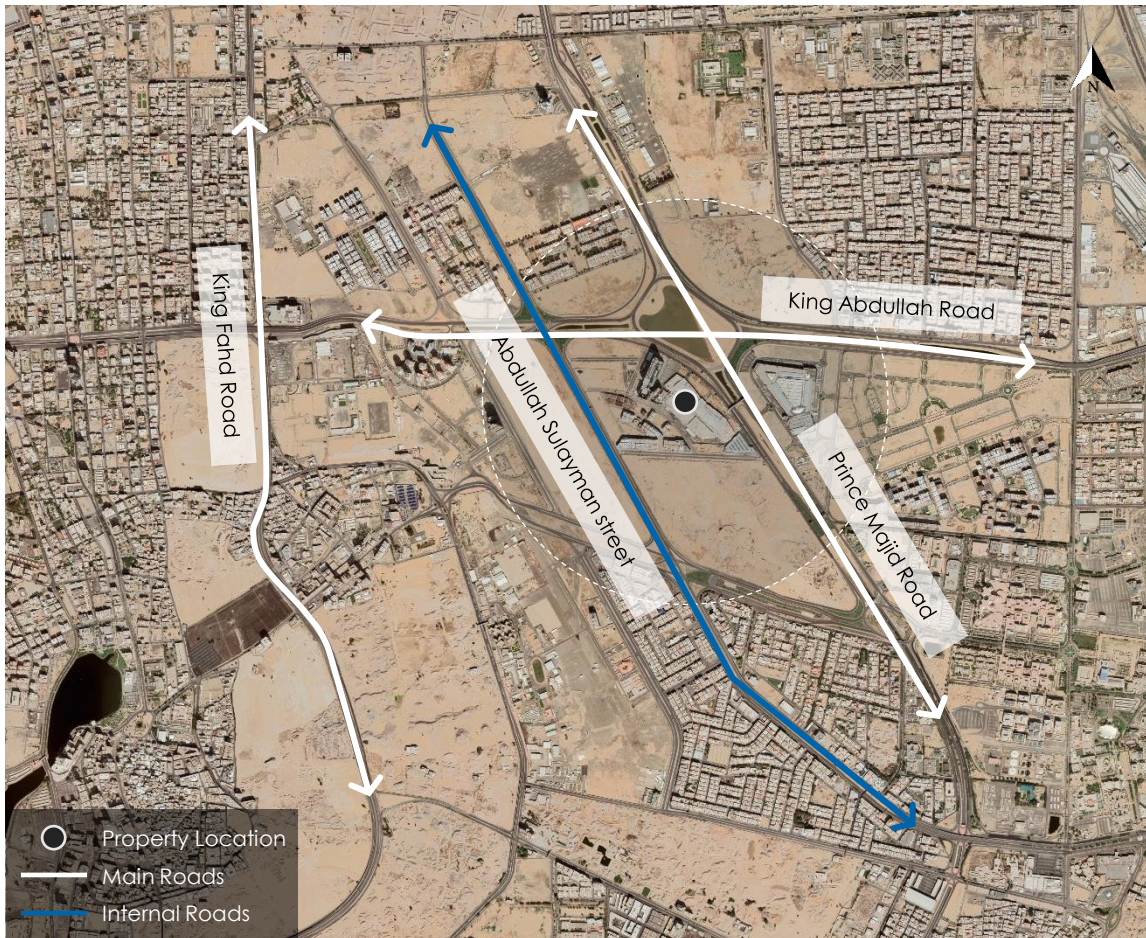 N
King Abdullah Road
King Fahd Road
Abdullah Sulayman street
Prince Majid Road
Property Location
Main Roads
Internal Roads